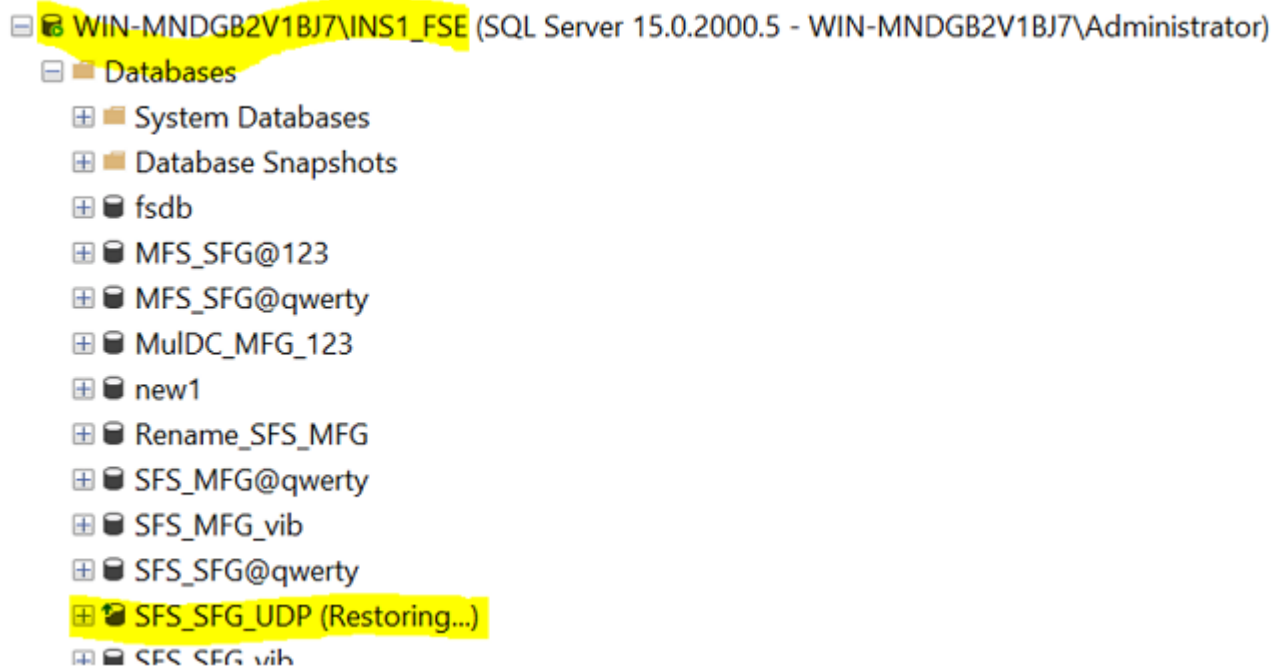 WIN-MNDGB2V1BJ7\INS1_FSE (SQL Server 15.0.2000.5 - WIN-MNDGB2V1BJ7\Administrator)
Databases
System Databases
Database Snapshots
fsdb
MFS_SFG@123
MFS_SFG@qwerty
MulDC_MFG_123
new1
Rename_SFS_MFG
SFS_MFG@qwerty
SFS_MFG_vib
SFS_SFG@qwerty
SFS_SFG_UDP (Restoring...)
SFS_SFG_vib